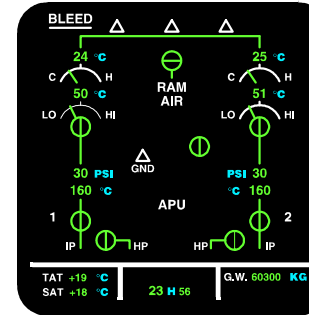 BLEED
24 °C 25 °C
C H C H
RAM
AIR
50 °C 51 °C
LO HI LO HI
GND
30 PSI PSI 30
160 °C °C 160
APU
1 2
IP HP HP IP
TAT +19 °C G.W. 60300 KG
SAT +18 °C 23 H 56